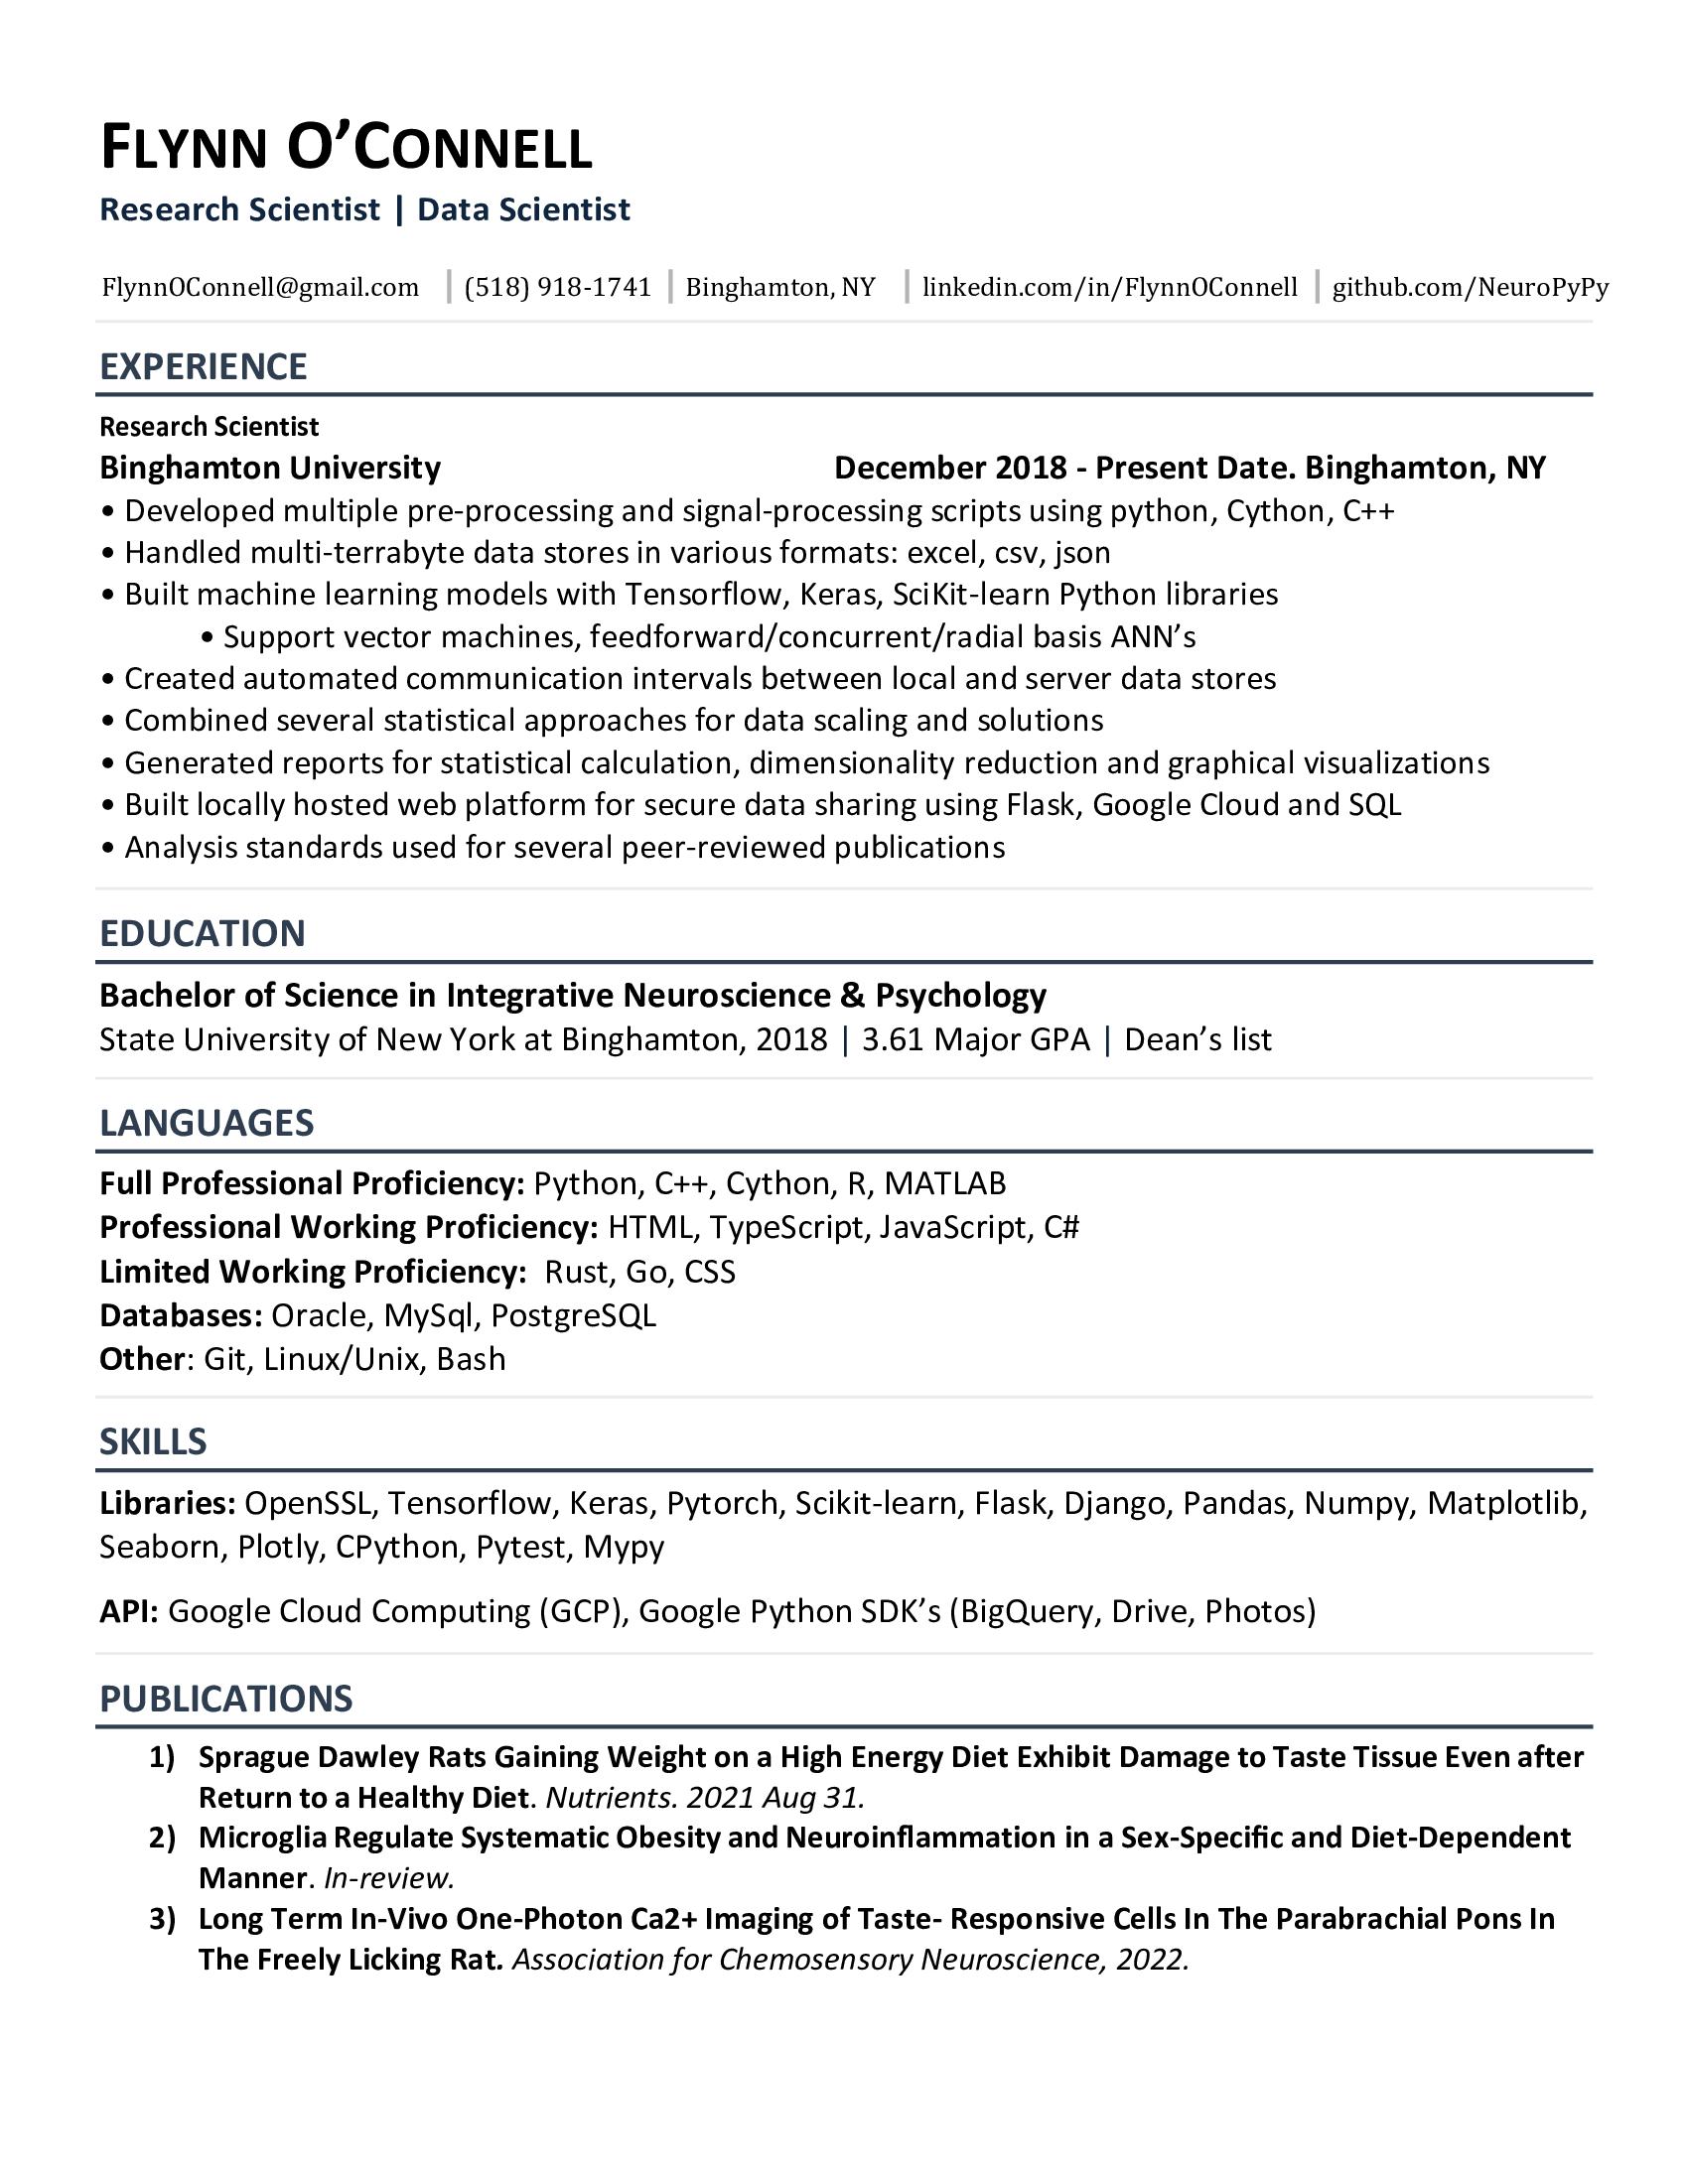 FLYNN O’CONNELL
Research Scientist | Data Scientist
FlynnOConnell@gmail.com | (518) 918-1741 | Binghamton, NY | linkedin.com/in/FlynnOConnell | github.com/NeuroPyPy
EXPERIENCE
Research Scientist
Binghamton University December 2018 - Present Date. Binghamton, NY
• Developed multiple pre-processing and signal-processing scripts using python, Cython, C++
• Handled multi-terrabyte data stores in various formats: excel, csv, json
• Built machine learning models with Tensorflow, Keras, SciKit-learn Python libraries
• Support vector machines, feedforward/concurrent/radial basis ANN’s
• Created automated communication intervals between local and server data stores
• Combined several statistical approaches for data scaling and solutions
• Generated reports for statistical calculation, dimensionality reduction and graphical visualizations
• Built locally hosted web platform for secure data sharing using Flask, Google Cloud and SQL
• Analysis standards used for several peer-reviewed publications
EDUCATION
Bachelor of Science in Integrative Neuroscience & Psychology
State University of New York at Binghamton, 2018 | 3.61 Major GPA | Dean’s list
LANGUAGES
Full Professional Proficiency: Python, C++, Cython, R, MATLAB
Professional Working Proficiency: HTML, TypeScript, JavaScript, C#
Limited Working Proficiency: Rust, Go, CSS
Databases: Oracle, MySql, PostgreSQL
Other: Git, Linux/Unix, Bash
SKILLS
Libraries: OpenSSL, Tensorflow, Keras, Pytorch, Scikit-learn, Flask, Django, Pandas, Numpy, Matplotlib,
Seaborn, Plotly, CPython, Pytest, Mypy
API: Google Cloud Computing (GCP), Google Python SDK’s (BigQuery, Drive, Photos)
PUBLICATIONS
1) Sprague Dawley Rats Gaining Weight on a High Energy Diet Exhibit Damage to Taste Tissue Even after
Return to a Healthy Diet. Nutrients. 2021 Aug 31.
2) Microglia Regulate Systematic Obesity and Neuroinflammation in a Sex-Specific and Diet-Dependent
Manner. In-review.
3) Long Term In-Vivo One-Photon Ca2+ Imaging of Taste- Responsive Cells In The Parabrachial Pons In
The Freely Licking Rat. Association for Chemosensory Neuroscience, 2022.